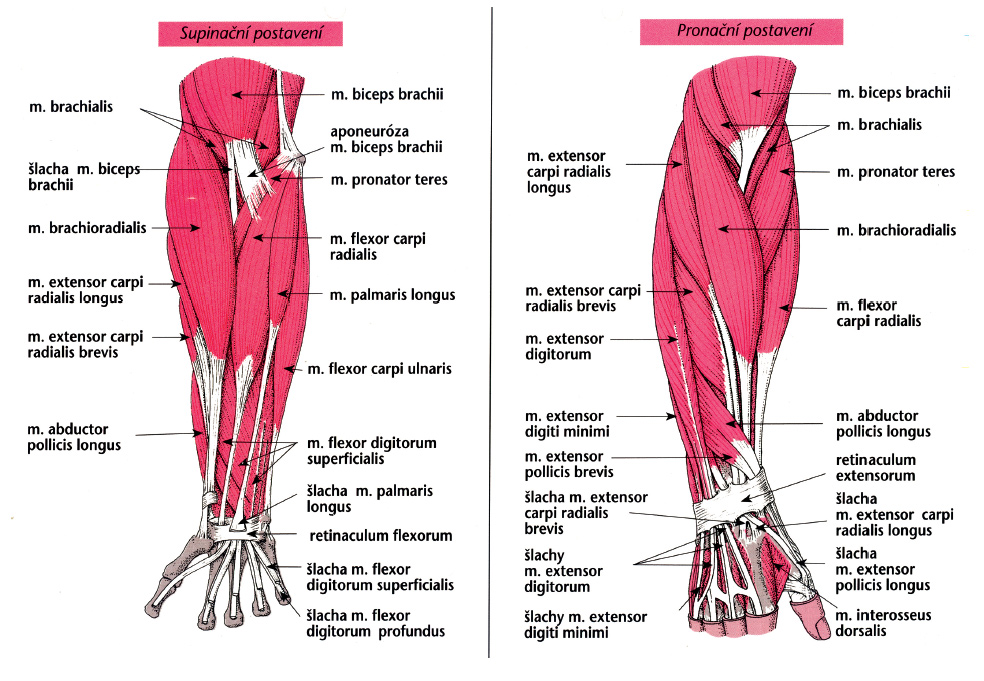 Supinační postavení
m. brachialis
šlacha m. biceps
brachii
m. brachioradialis
m. extensor carpi
radialis longus
m. extensor carpi
radialis brevis
m. abductor
pollicis longus
m. biceps brachii
aponeuróza
m. biceps brachii
m. pronator teres
m. flexor carpi
radialis
m. palmaris longus
m. flexor carpi ulnaris
m. flexor digitorum
superficialis
šlacha m. palmaris
longus
retinaculum flexorum
šlacha m. flexor
digitorum superficialis
šlacha m. flexor
digitorum profundus
Pronační postavení
m. extensor
carpi radialis
longus
m. extensor carpi
radialis brevis
m. extensor
digitorum
m. extensor
digiti minimi
m. extensor
pollicis brevis
šlacha m. extensor
carpi radialis
brevis
šlachy
m. extensor
digitorum
šlachy m. extensor
digiti minimi
m. biceps brachii
m. brachialis
m. pronator teres
m. brachioradialis
m. flexor
carpi radialis
m. abductor
pollicis longus
retinaculum
extensorum
šlacha
m. extensor carpi
radialis longus
šlacha
m. extensor
pollicis longus
m. interosseus
dorsalis